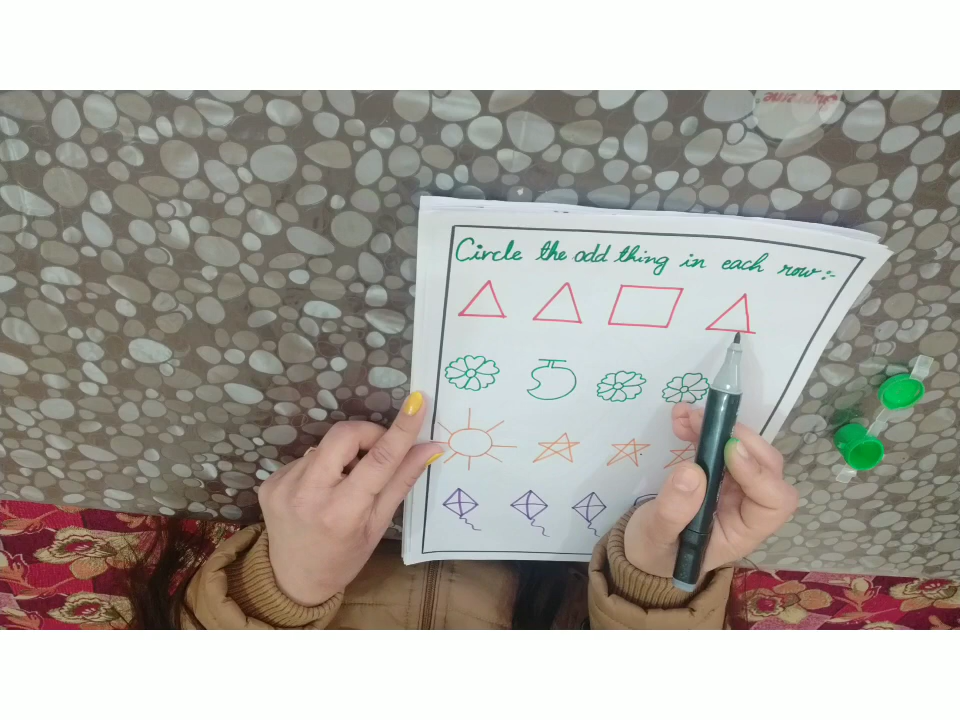 Circle the odd thing in each row:-